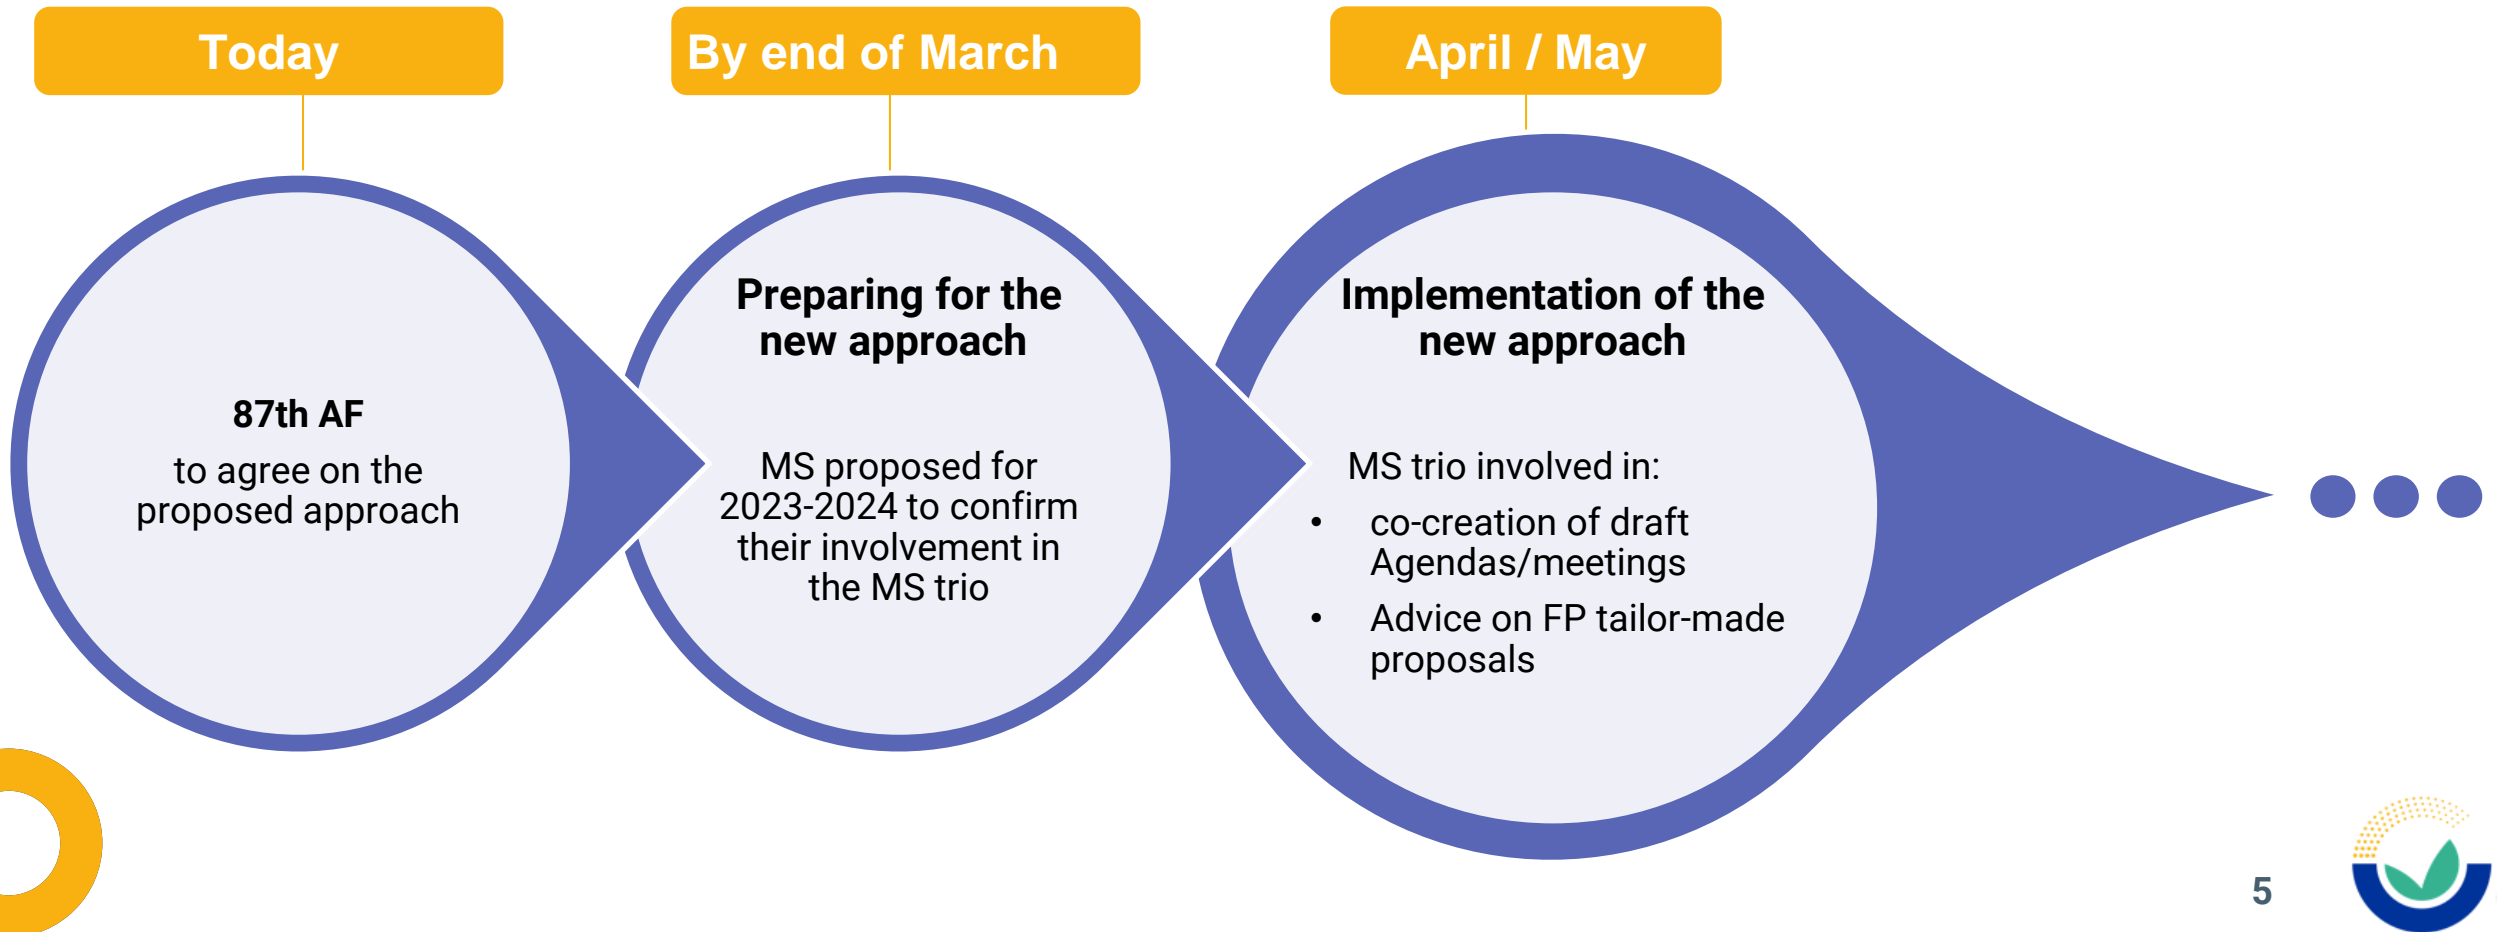 Today
By end of March
April / May
87th AF
to agree on the
proposed approach
Preparing for the
new approach
MS proposed for
2023-2024 to confirm
their involvement in
the MS trio
Implementation of the
new approach
MS trio involved in:
• co-creation of draft
Agendas/meetings
• Advice on FP tailor-made
proposals
5